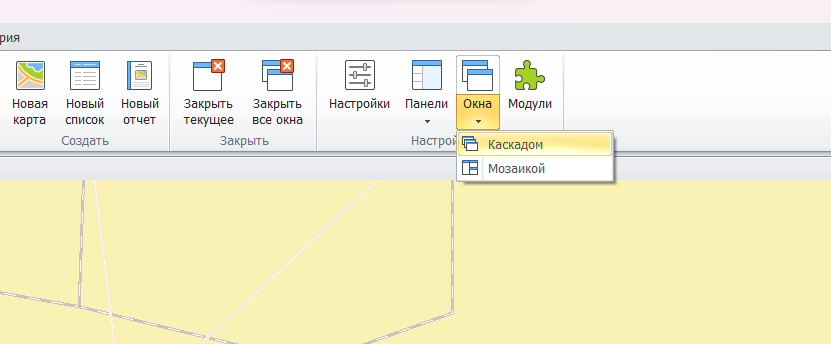 рия
Новая
карта
Новый
список
Новый
отчет
Закрыть
текущее
Закрыть
все окна
Настройки
Панели
Окна
Модули
Создать
Закрыть
Настрой
Каскадом
Мозаикой